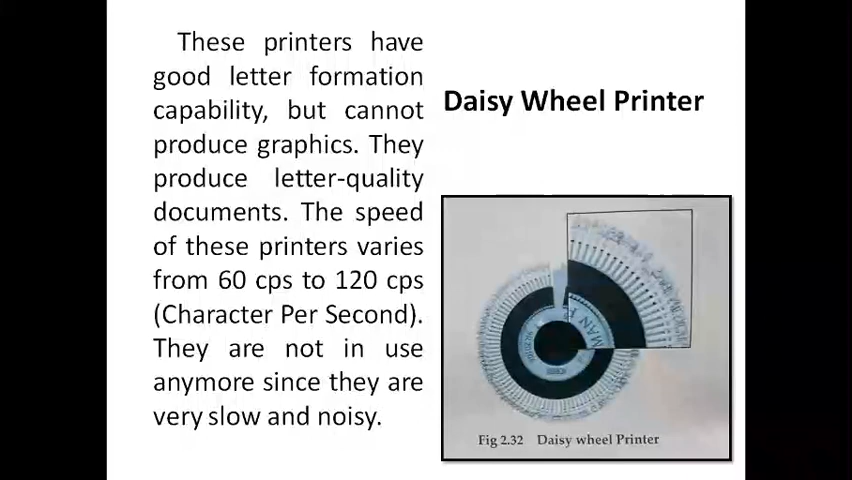 These printers have
good letter formation
capability, but cannot
produce graphics. They
produce letter-quality
documents. The speed
of these printers varies
from 60 cps to 120 cps
(Character Per Second).
They are not in use
anymore since they are
very slow and noisy.
Daisy Wheel Printer
Fig 2.32 Daisy wheel Printer